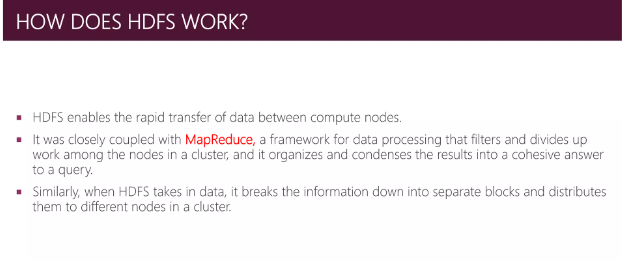 HOW DOES HDFS WORK?
HDFS enables the rapid transfer of data between compute nodes.
It was closely coupled with MapReduce, a framework for data processing that filters and divides up
work among the nodes in a cluster, and it organizes and condenses the results into a cohesive answer
to a query.
Similarly, when HDFS takes in data, it breaks the information down into separate blocks and distributes
them to different nodes in a cluster.